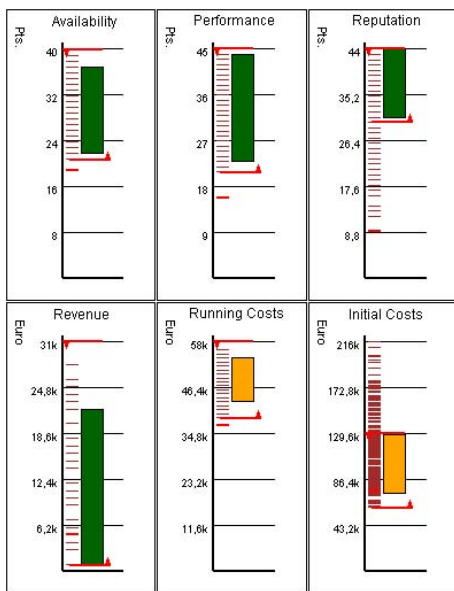 Availability
Pts.
40
32
24
16
8
Performance
Pts.
45
36
27
18
9
Reputation
Pts.
44
35,2
26,4
17,6
8,8
Revenue
Euro
31k
24,8k
18,6k
12,4k
6,2k
Running Costs
Euro
58k
46,4k
34,8k
23,2k
11,6k
Initial Costs
Euro
216k
172,8k
129,6k
86,4k
43,2k